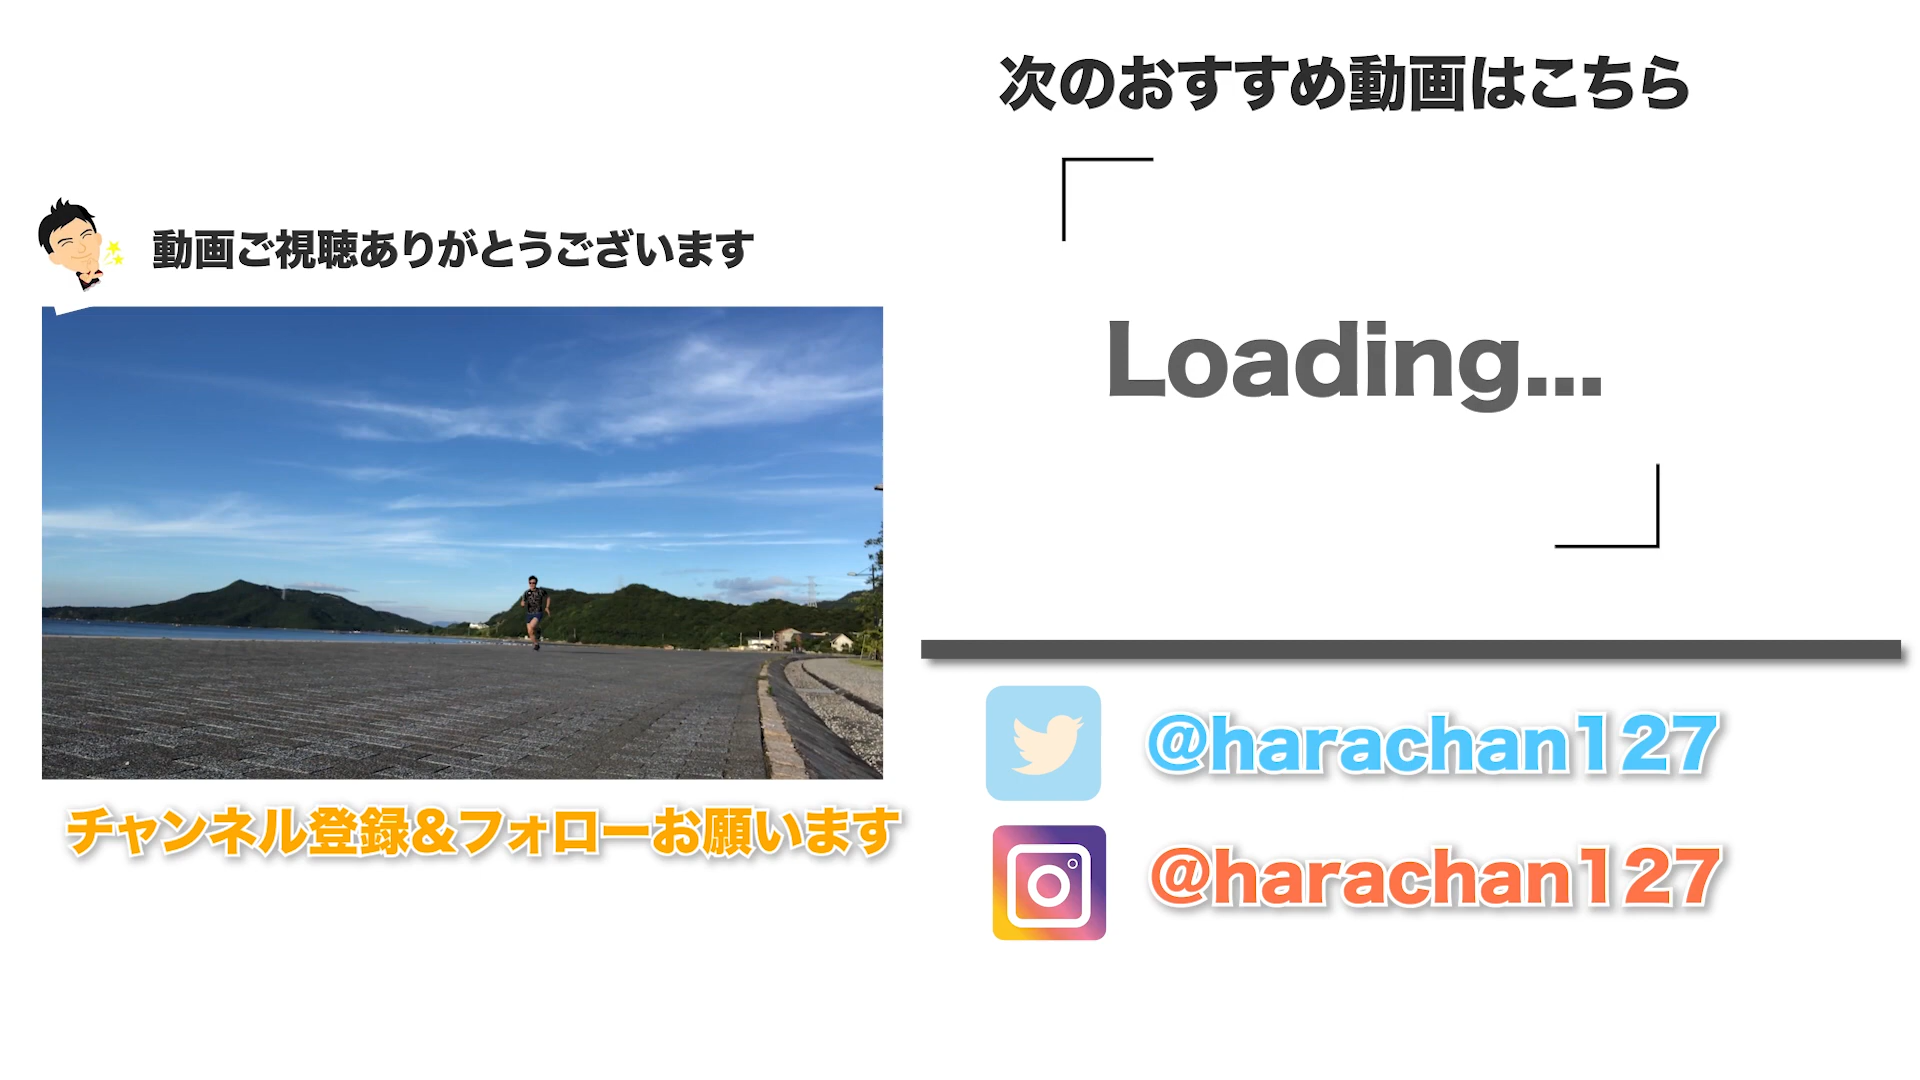 動画ご視聴ありがとうございます
チャンネル登録&フォローお願います
次のおすすめ動画はこちら
Loading...
@harachan127
@harachan127